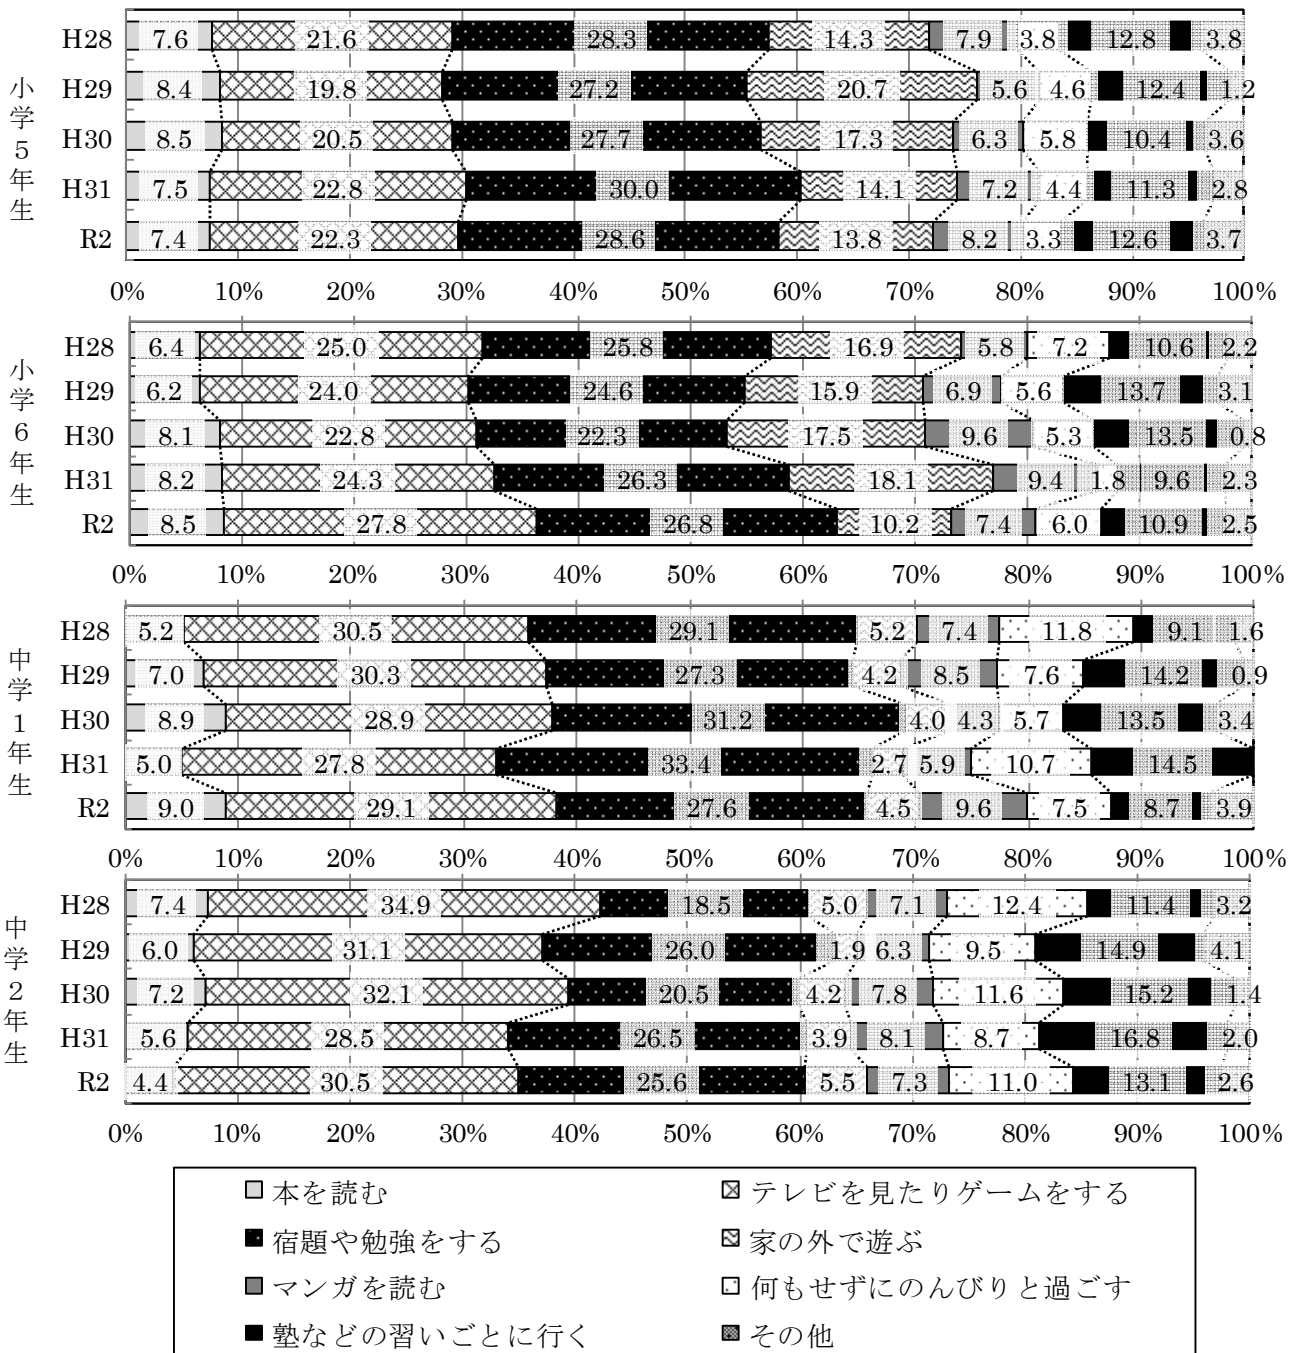 小学5年生
H28 7.6 21.6 28.3 14.3 7.9 3.8 12.8 3.8
H29 8.4 19.8 27.2 20.7 5.6 4.6 12.4 1.2
H30 8.5 20.5 27.7 17.3 6.3 5.8 10.4 3.6
H31 7.5 22.8 30.0 14.1 7.2 4.4 11.3 2.8
R2 7.4 22.3 28.6 13.8 8.2 3.3 12.6 3.7
0% 10% 20% 30% 40% 50% 60% 70% 80% 90% 100%
小学6年生
H28 6.4 25.0 25.8 16.9 5.8 7.2 10.6 2.2
H29 6.2 24.0 24.6 15.9 6.9 5.6 13.7 3.1
H30 8.1 22.8 22.3 17.5 9.6 5.3 13.5 0.8
H31 8.2 24.3 26.3 18.1 9.4 1.8 9.6 2.3
R2 8.5 27.8 26.8 10.2 7.4 6.0 10.9 2.5
0% 10% 20% 30% 40% 50% 60% 70% 80% 90% 100%
中学1年生
H28 5.2 30.5 29.1 5.2 7.4 11.8 9.1 1.6
H29 7.0 30.3 27.3 4.2 8.5 7.6 14.2 0.9
H30 8.9 28.9 31.2 4.0 4.3 5.7 13.5 3.4
H31 5.0 27.8 33.4 2.7 5.9 10.7 14.5
R2 9.0 29.1 27.6 4.5 9.6 7.5 8.7 3.9
0% 10% 20% 30% 40% 50% 60% 70% 80% 90% 100%
中学2年生
H28 7.4 34.9 18.5 5.0 7.1 12.4 11.4 3.2
H29 6.0 31.1 26.0 1.9 6.3 9.5 14.9 4.1
H30 7.2 32.1 20.5 4.2 7.8 11.6 15.2 1.4
H31 5.6 28.5 26.5 3.9 8.1 8.7 16.8 2.0
R2 4.4 30.5 25.6 5.5 7.3 11.0 13.1 2.6
0% 10% 20% 30% 40% 50% 60% 70% 80% 90% 100%
本を読む テレビを見たりゲームをする
宿題や勉強をする 家の外で遊ぶ
マンガを読む 何もせずにのんびりと過ごす
塾などの習いごとに行く その他